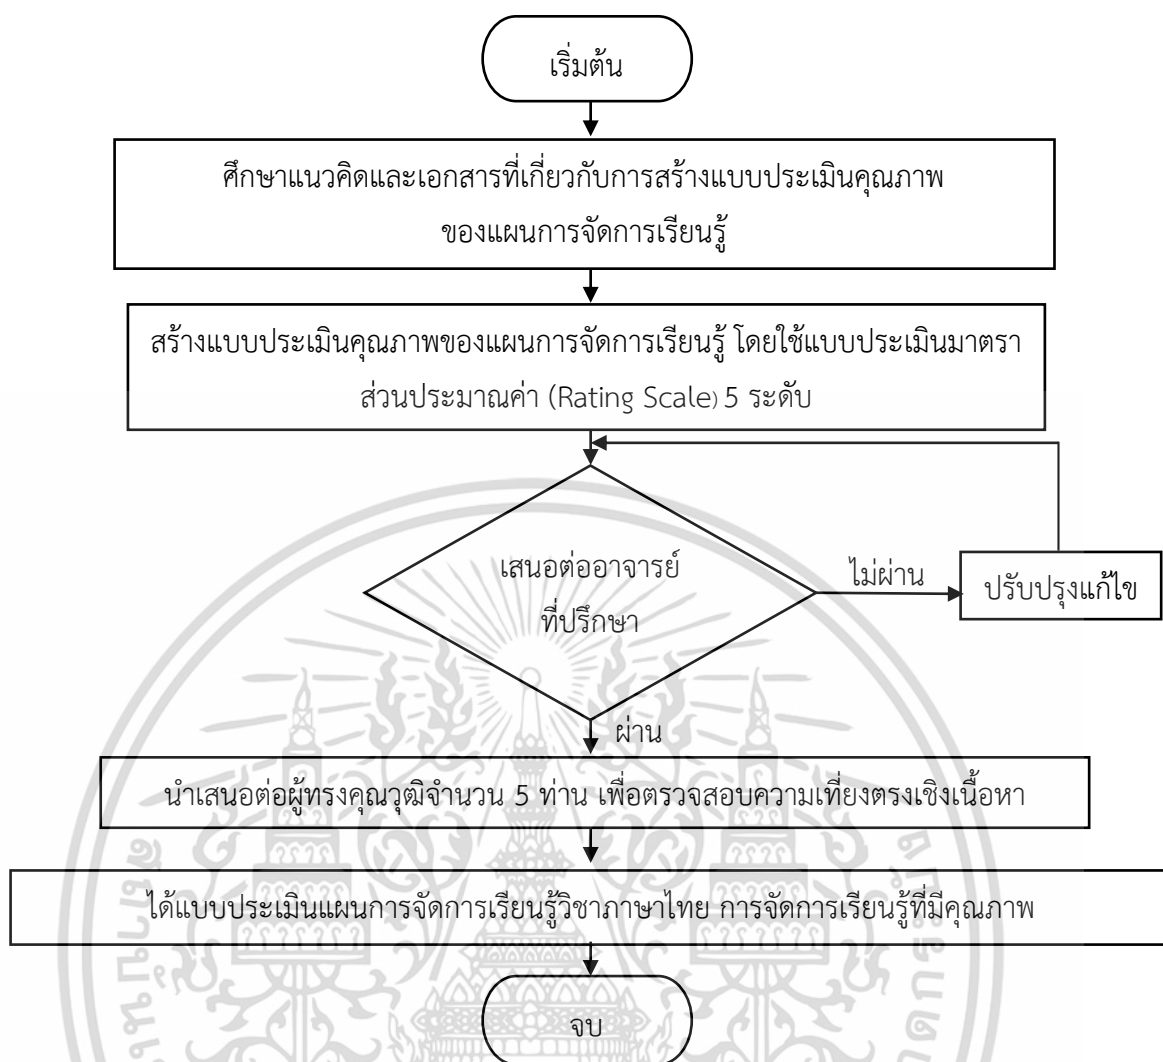 เริ่มต้น
ศึกษาแนวคิดและเอกสารที่เกี่ยวกับการสร้างแบบประเมินคุณภาพ
ของแผนการจัดการเรียนรู้
สร้างแบบประเมินคุณภาพของแผนการจัดการเรียนรู้ โดยใช้แบบประเมินมาตรา
ส่วนประมาณค่า (Rating Scale) 5 ระดับ
เสนอต่ออาจารย์
ที่ปรึกษา
ไม่ผ่าน
ปรับปรุงแก้ไข
ผ่าน
นำเสนอต่อผู้ทรงคุณวุฒิจำนวน 5 ท่าน เพื่อตรวจสอบความเที่ยงตรงเชิงเนื้อหา
ได้แบบประเมินแผนการจัดการเรียนรู้วิชาภาษาไทย การจัดการเรียนรู้ที่มีคุณภาพ
จบ